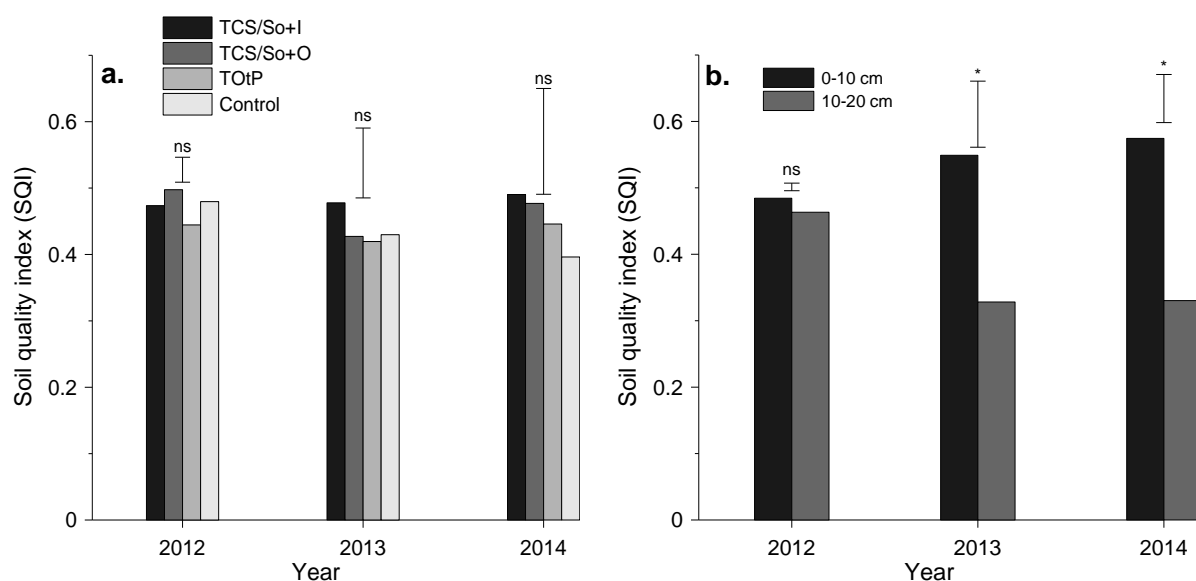 TCS/So+I
TCS/So+O
TOtP
Control
a.
ns
ns
ns
0.6
0.4
0.2
0
Soil quality index (SQI)
2012
2013
2014
Year
b.
0-10 cm
10-20 cm
ns
*
*
0.6
0.4
0.2
0
Soil quality index (SQI)
2012
2013
2014
Year